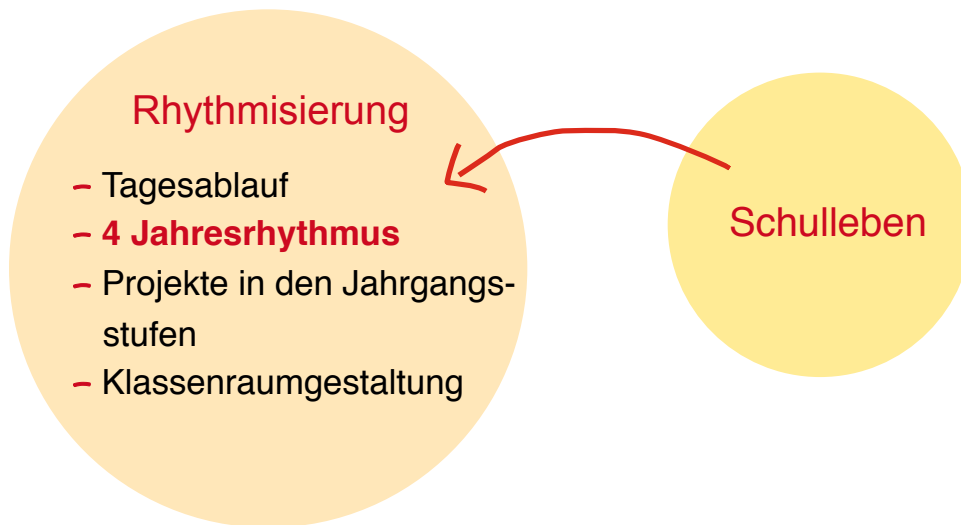 Rhythmisierung
– Tagesablauf
– 4 Jahresrhythmus
– Projekte in den Jahrgangs-
stufen
– Klassenraumgestaltung
Schulleben